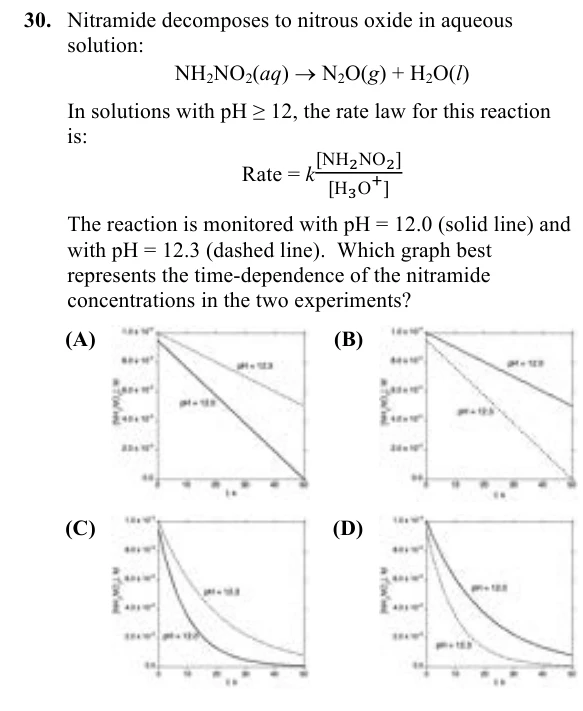 30. Nitramide decomposes to nitrous oxide in aqueous
solution:
NH₂NO₂(aq) → N₂O(g) + H₂O(l)
In solutions with pH ≥ 12, the rate law for this reaction
is:
Rate = k [NH₂NO₂] / [H₃O⁺]
The reaction is monitored with pH = 12.0 (solid line) and
with pH = 12.3 (dashed line). Which graph best
represents the time-dependence of the nitramide
concentrations in the two experiments?
(A) (B)
(C) (D)